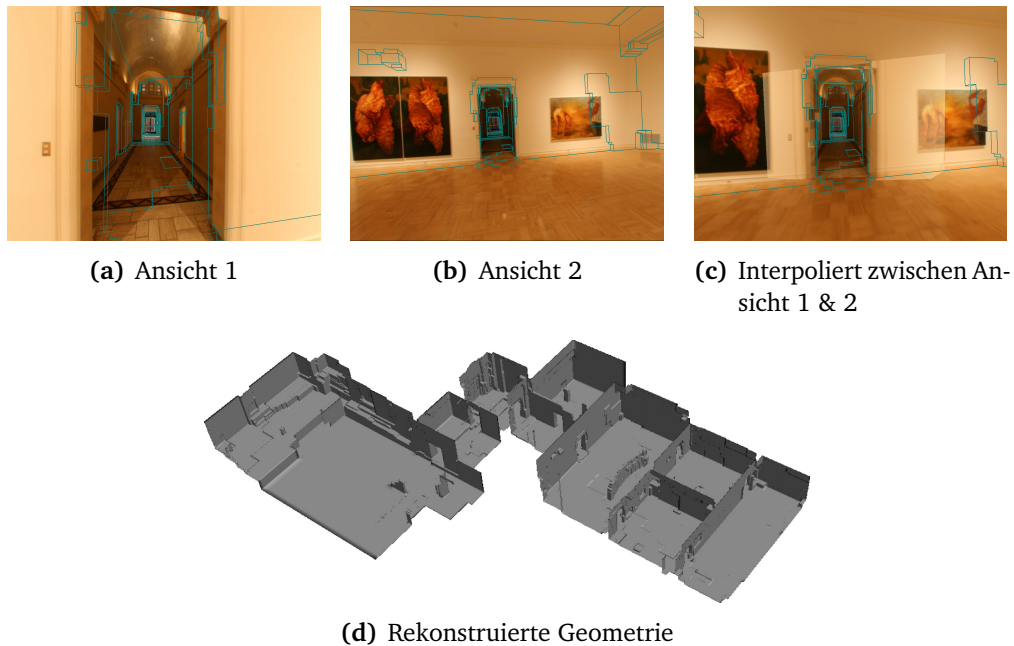 (a) Ansicht 1
(b) Ansicht 2
(c) Interpoliert zwischen An-
sicht 1 & 2
(d) Rekonstruierte Geometrie